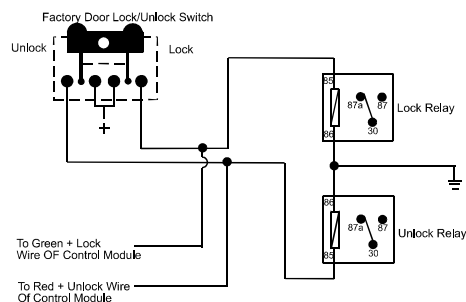 Factory Door Lock/Unlock Switch
Unlock
Lock
+
85
87a 87
30
86
Lock Relay
86
87a 87
30
85
Unlock Relay
To Green + Lock
Wire OF Control Module
To Red + Unlock Wire
Of Control Module